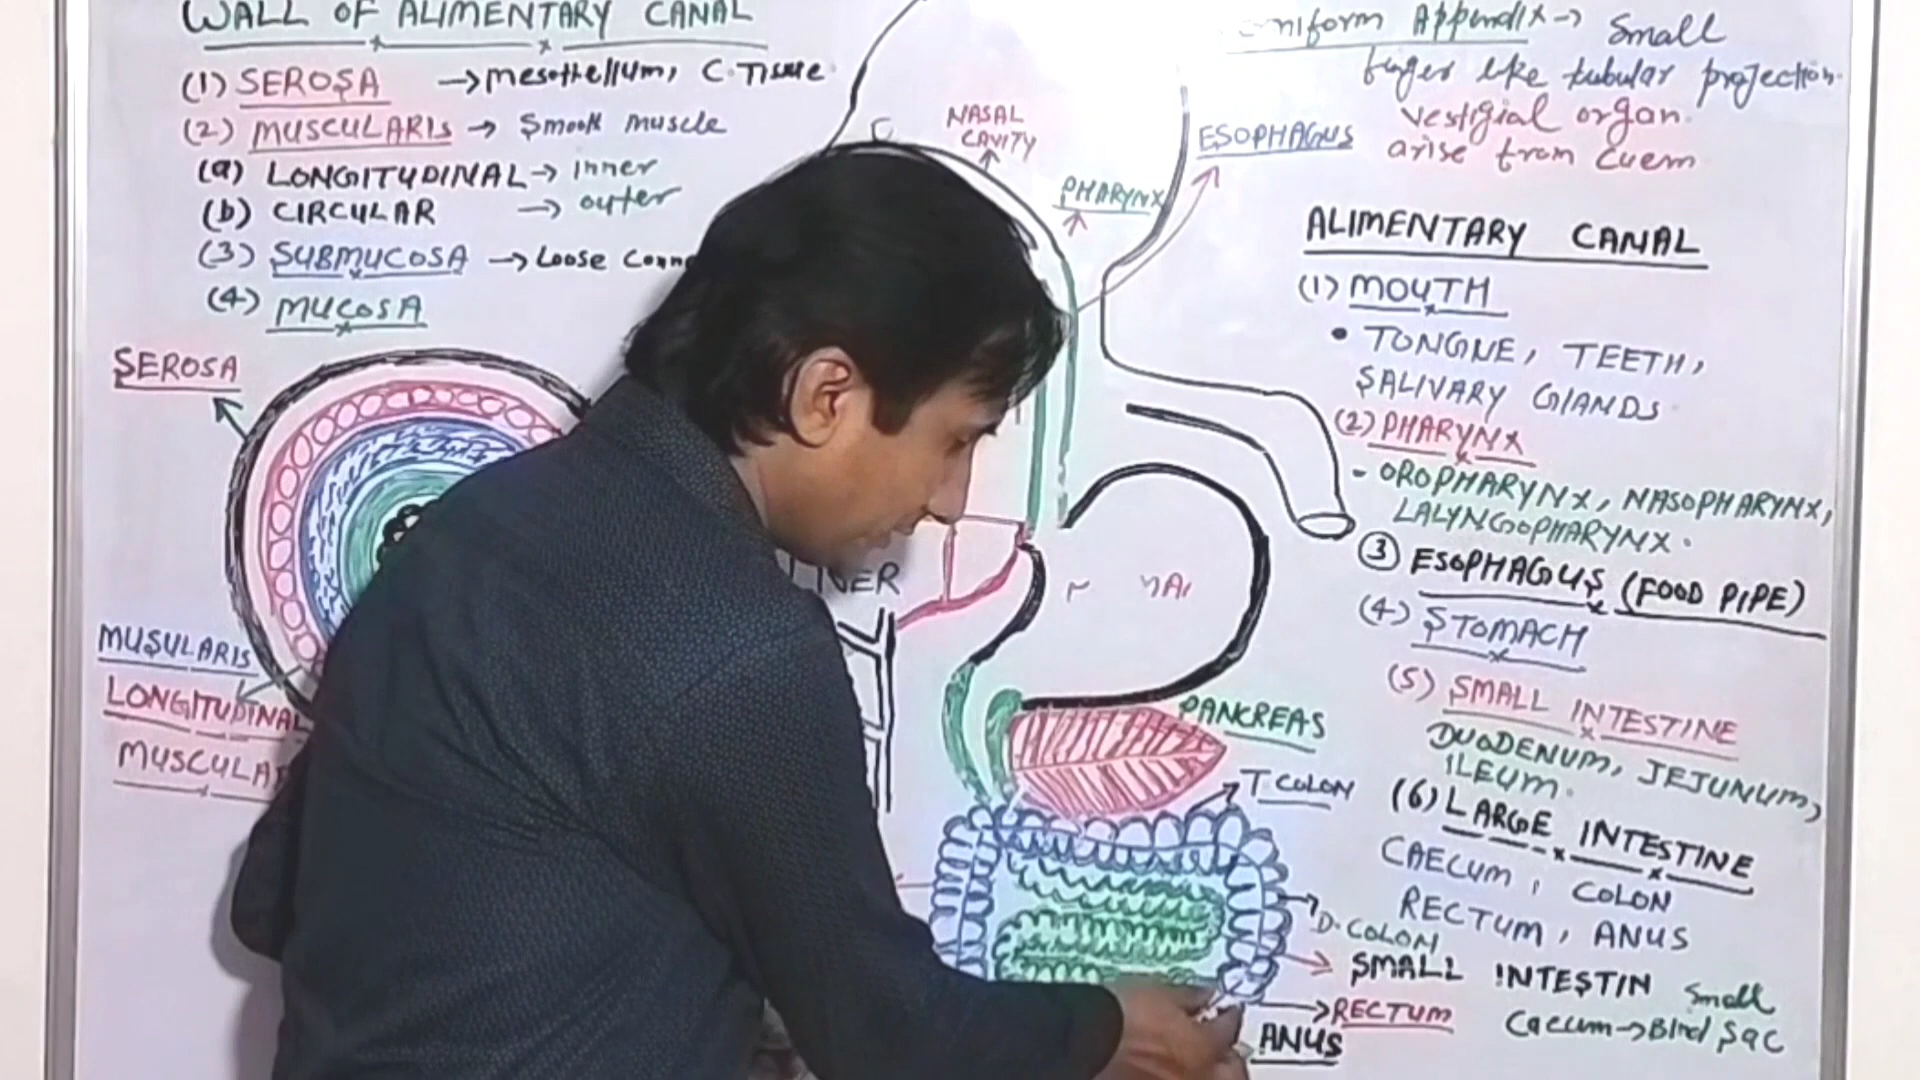 WALL OF ALIMENTARY CANAL
(1) SEROSA → Mesothelium, C.Tissue
(2) MUSCULARIS → Smooth muscle
(a) LONGITUDINAL → Inner
(b) CIRCULAR → outer
(3) SUBMUCOSA → Loose
(4) MUCOSA
SEROSA
MUSULARIS
LONGITUDINAL
NASAL
CAVITY
PHARYNX
ESOPHAGUS
PANCREAS
T.COLON
D.COLON
SMALL INTESTIN
RECTUM
ANUS
Appendix → Small
finger like tubular projection.
vestigial organ.
arise from Cuem
ALIMENTARY CANAL
(1) MOUTH
• TONGUE, TEETH,
SALIVARY GLANDS
(2) PHARYNX
- OROPHARYNX, NASOPHARYNX,
LALYNGOPHARYNX.
(3) ESOPHAGUS (FOOD PIPE)
(4) STOMACH
(5) SMALL INTESTINE
DUODENUM, JEJUNUM,
ILEUM.
(6) LARGE INTESTINE
CAECUM, COLON
RECTUM, ANUS
Small
Caecum → Blind Sac